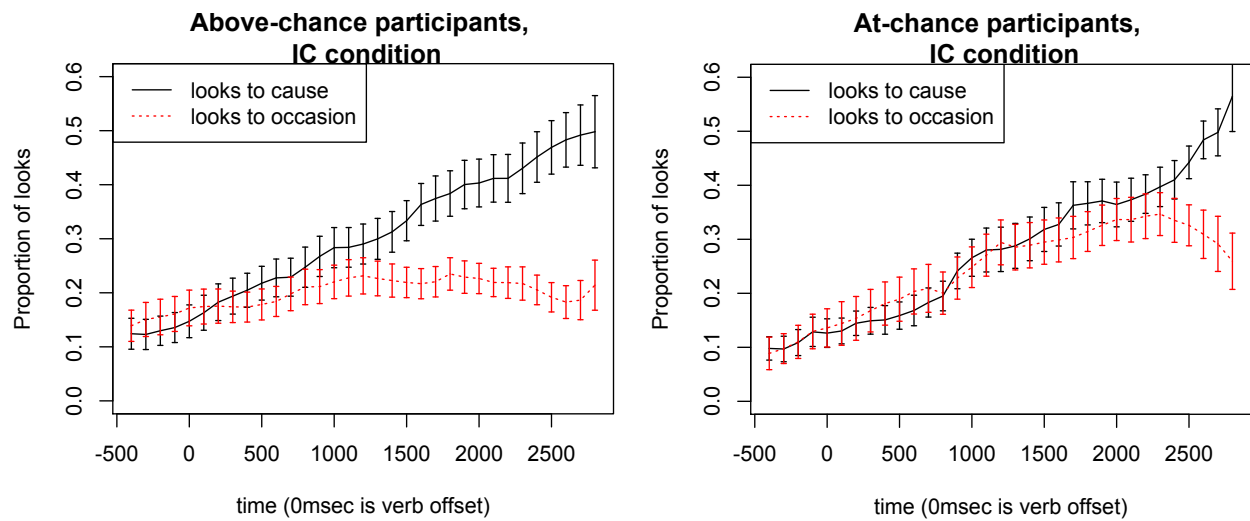 Above-chance participants,
IC condition
looks to cause
looks to occasion
Proportion of looks
0.0
0.1
0.2
0.3
0.4
0.5
0.6
-500
0
500
1000
1500
2000
2500
time (0msec is verb offset)
At-chance participants,
IC condition
looks to cause
looks to occasion
Proportion of looks
0.0
0.1
0.2
0.3
0.4
0.5
0.6
-500
0
500
1000
1500
2000
2500
time (0msec is verb offset)